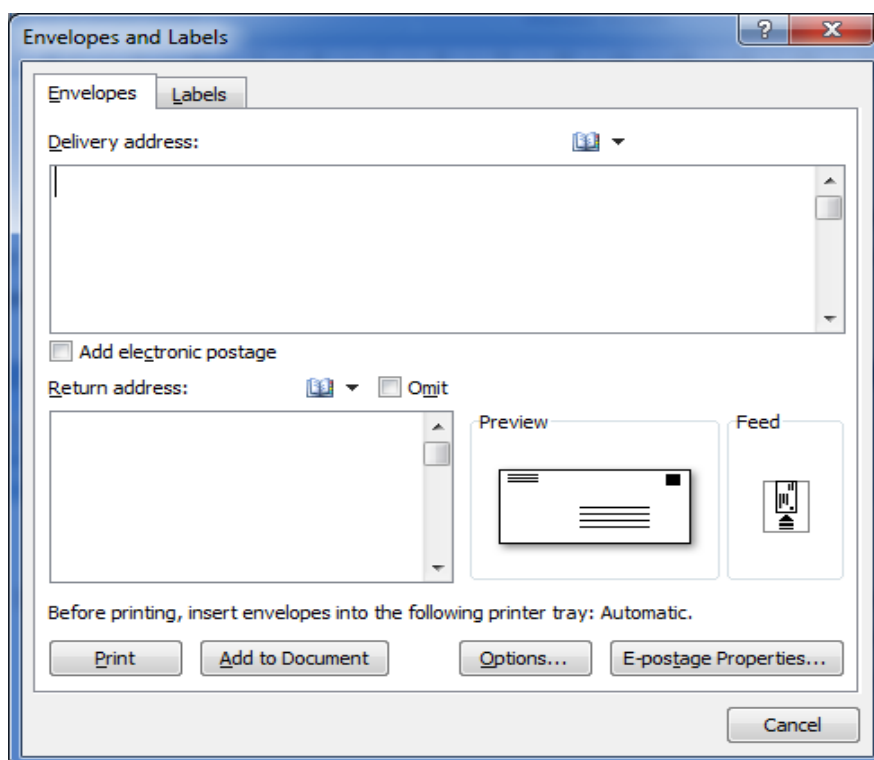 Envelopes and Labels
Envelopes Labels
Delivery address:
Add electronic postage
Return address: Omit
Preview Feed
Before printing, insert envelopes into the following printer tray: Automatic.
Print Add to Document Options... E-postage Properties...
Cancel